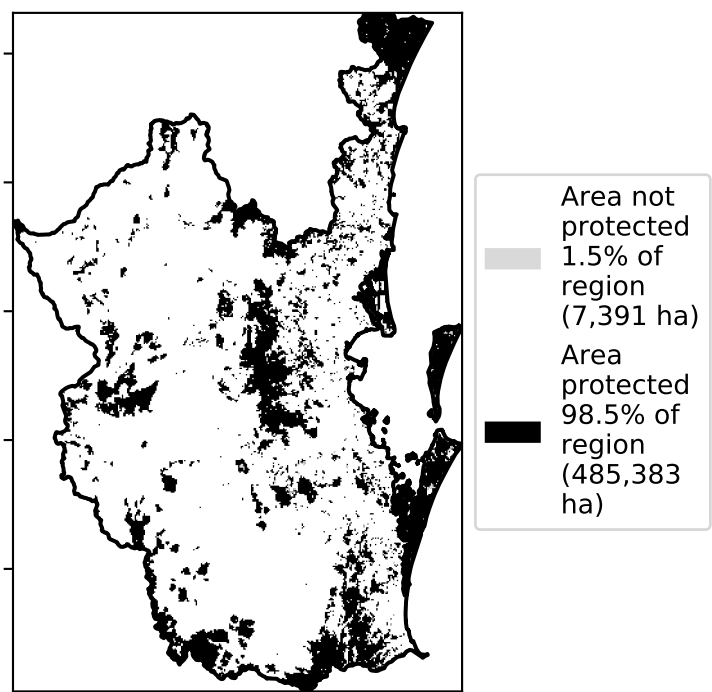 Area not
protected
1.5% of
region
(7,391 ha)
Area
protected
98.5% of
region
(485,383
ha)